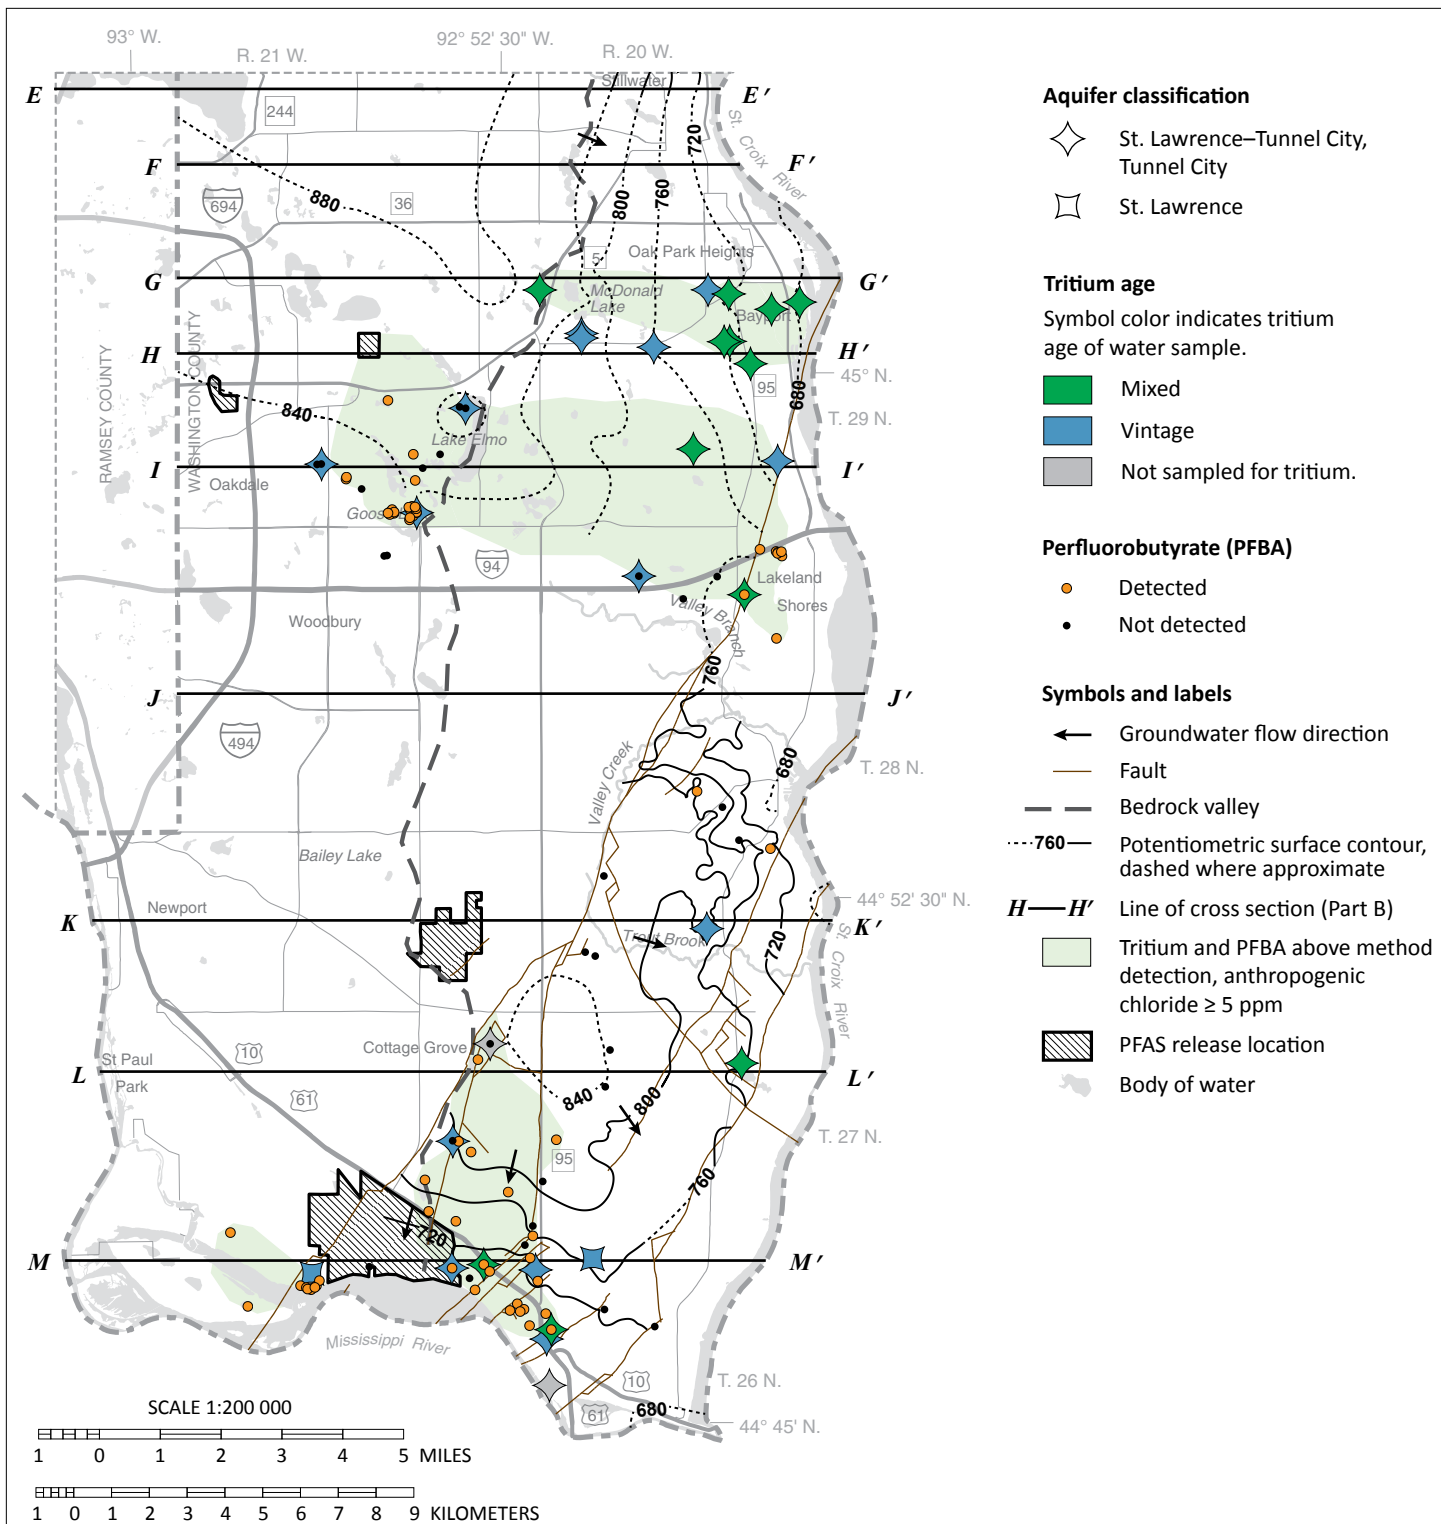 93° W.
R. 21 W.
92° 52' 30" W.
R. 20 W.
Stillwater
E
E'
244
720
St. Croix River
F
F'
880
694
36
800
760
5
Oak Park Heights
G
G'
McDonald
Lake
Bayport
H
H'
45° N.
95
680
840
T. 29 N.
Lake Elmo
RAMSEY COUNTY
WASHINGTON COUNTY
I
I'
Oakdale
94
Lakeland
Shores
Valley Branch
Woodbury
760
J
J'
494
680
T. 28 N.
Valley Creek
Bailey Lake
44° 52' 30" N.
Newport
K
K'
Trout Brook
720
St. Croix River
10
Cottage Grove
St Paul
Park
L
L'
840
800
61
T. 27 N.
95
760
720
M
M'
Mississippi River
10
T. 26 N.
61
680
44° 45' N.
SCALE 1:200 000
1 0 1 2 3 4 5 MILES
1 0 1 2 3 4 5 6 7 8 9 KILOMETERS
Aquifer classification
St. Lawrence–Tunnel City,
Tunnel City
St. Lawrence
Tritium age
Symbol color indicates tritium
age of water sample.
Mixed
Vintage
Not sampled for tritium.
Perfluorobutyrate (PFBA)
Detected
Not detected
Symbols and labels
Groundwater flow direction
Fault
Bedrock valley
760
Potentiometric surface contour,
dashed where approximate
H H'
Line of cross section (Part B)
Tritium and PFBA above method
detection, anthropogenic
chloride ≥ 5 ppm
PFAS release location
Body of water